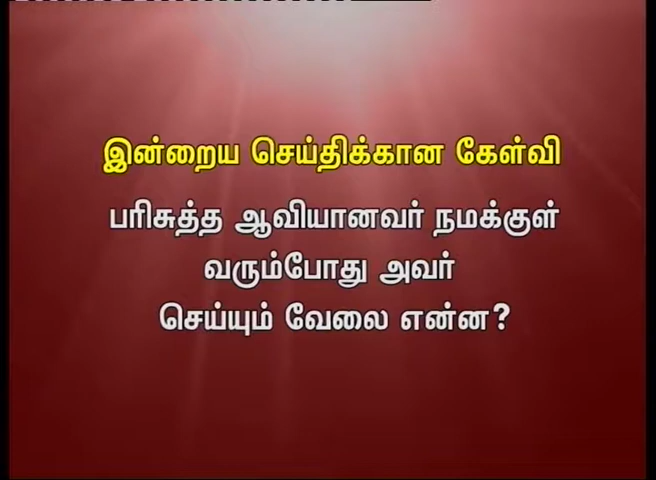 இன்றைய செய்திக்கான கேள்வி
பரிசுத்த ஆவியானவர் நமக்குள்
வரும்போது அவர்
செய்யும் வேலை என்ன?